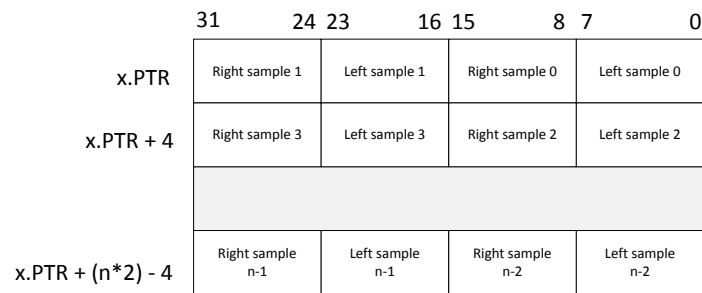 31 24 23 16 15 8 7 0
x.PTR Right sample 1 Left sample 1 Right sample 0 Left sample 0
x.PTR + 4 Right sample 3 Left sample 3 Right sample 2 Left sample 2
x.PTR + (n*2) - 4 Right sample n-1 Left sample n-1 Right sample n-2 Left sample n-2